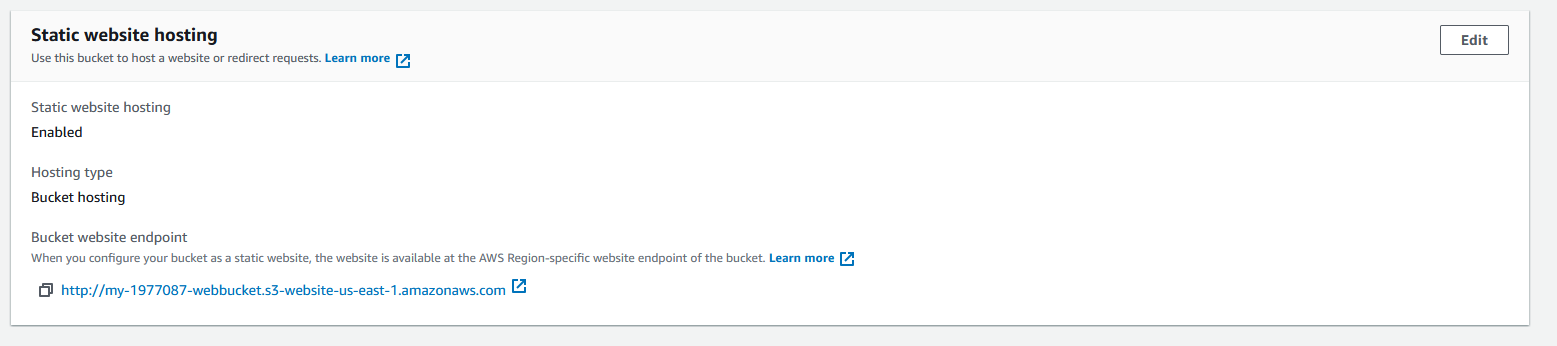 Static website hosting
Edit
Use this bucket to host a website or redirect requests. Learn more
Static website hosting
Enabled
Hosting type
Bucket hosting
Bucket website endpoint
When you configure your bucket as a static website, the website is available at the AWS Region-specific website endpoint of the bucket. Learn more
http://my-1977087-webbucket.s3-website-us-east-1.amazonaws.com